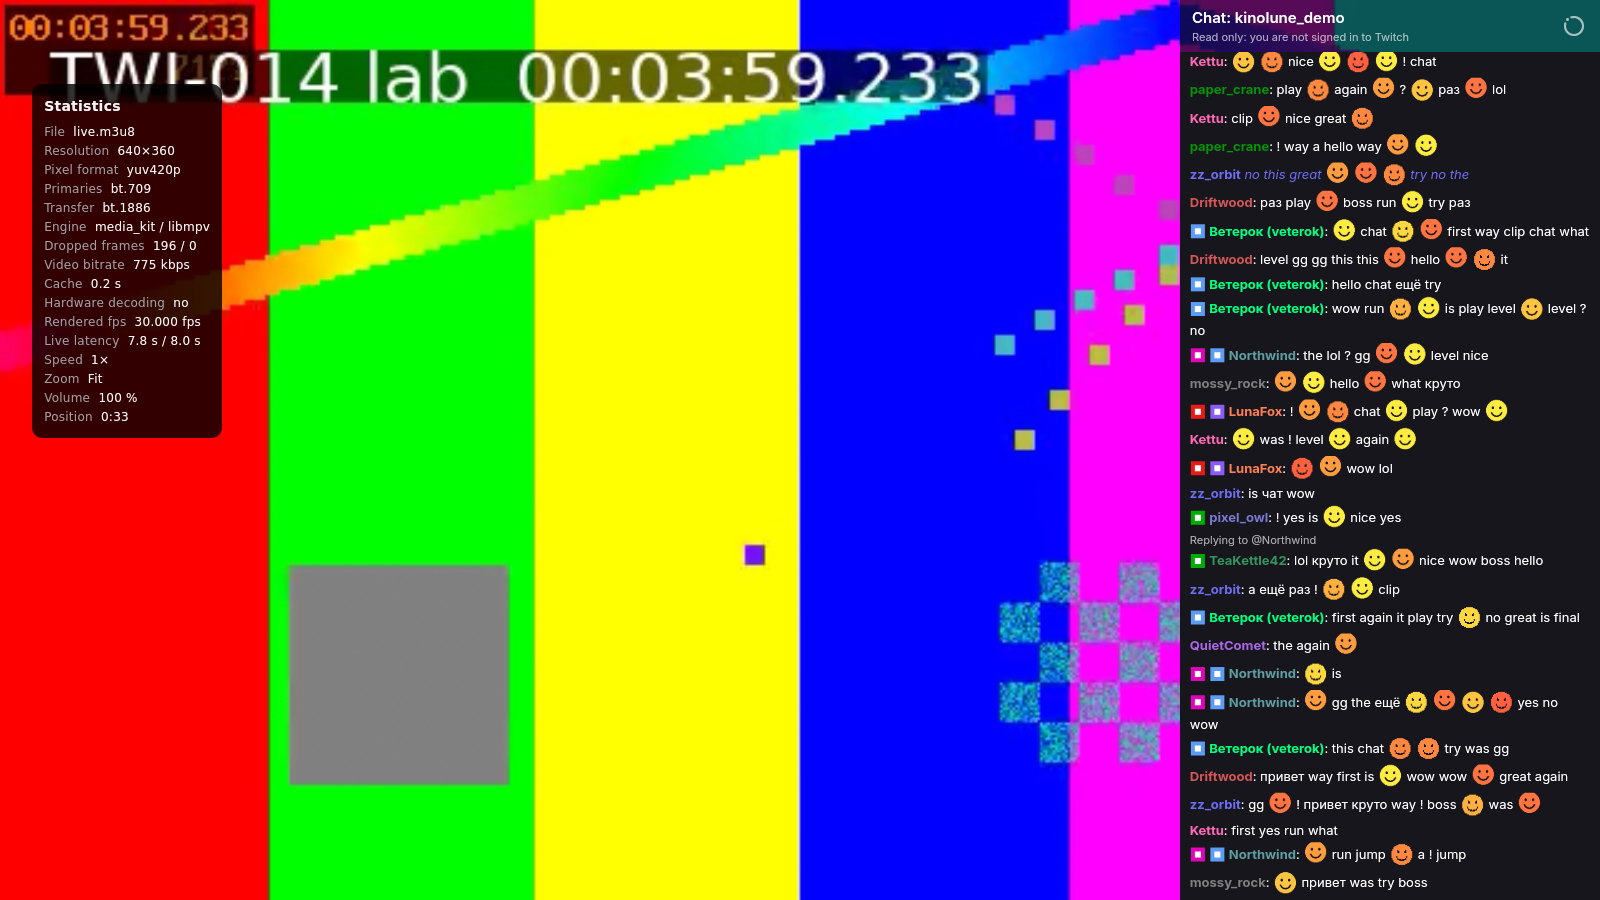 00:03:59.233
TWI-014 lab 00:03:59.233
Statistics
File live.m3u8
Resolution 640×360
Pixel format yuv420p
Primaries bt.709
Transfer bt.1886
Engine media_kit / libmpv
Dropped frames 196 / 0
Video bitrate 775 kbps
Cache 0.2 s
Hardware decoding no
Rendered fps 30.000 fps
Live latency 7.8 s / 8.0 s
Speed 1×
Zoom Fit
Volume 100 %
Position 0:33
Chat: kinolune_demo
Read only: you are not signed in to Twitch
Kettu: nice ! chat
paper_crane: play again ? раз lol
Kettu: clip nice great
paper_crane: ! way a hello way
zz_orbit no this great try no the
Driftwood: раз play boss run try раз
Ветерок (veterok): chat first way clip chat what
Driftwood: level gg gg this this hello it
Ветерок (veterok): hello chat ещё try
Ветерок (veterok): wow run is play level level ?
no
Northwind: the lol ? gg level nice
mossy_rock: hello what круто
LunaFox: ! chat play ? wow
Kettu: was ! level again
LunaFox: wow lol
zz_orbit: is чат wow
pixel_owl: ! yes is nice yes
Replying to @Northwind
TeaKettle42: lol круто it nice wow boss hello
zz_orbit: a ещё раз ! clip
Ветерок (veterok): first again it play try no great is final
QuietComet: the again
Northwind: is
Northwind: gg the ещё yes no
wow
Ветерок (veterok): this chat try was gg
Driftwood: привет way first is wow wow great again
zz_orbit: gg ! привет круто way ! boss was
Kettu: first yes run what
Northwind: run jump a ! jump
mossy_rock: привет was try boss